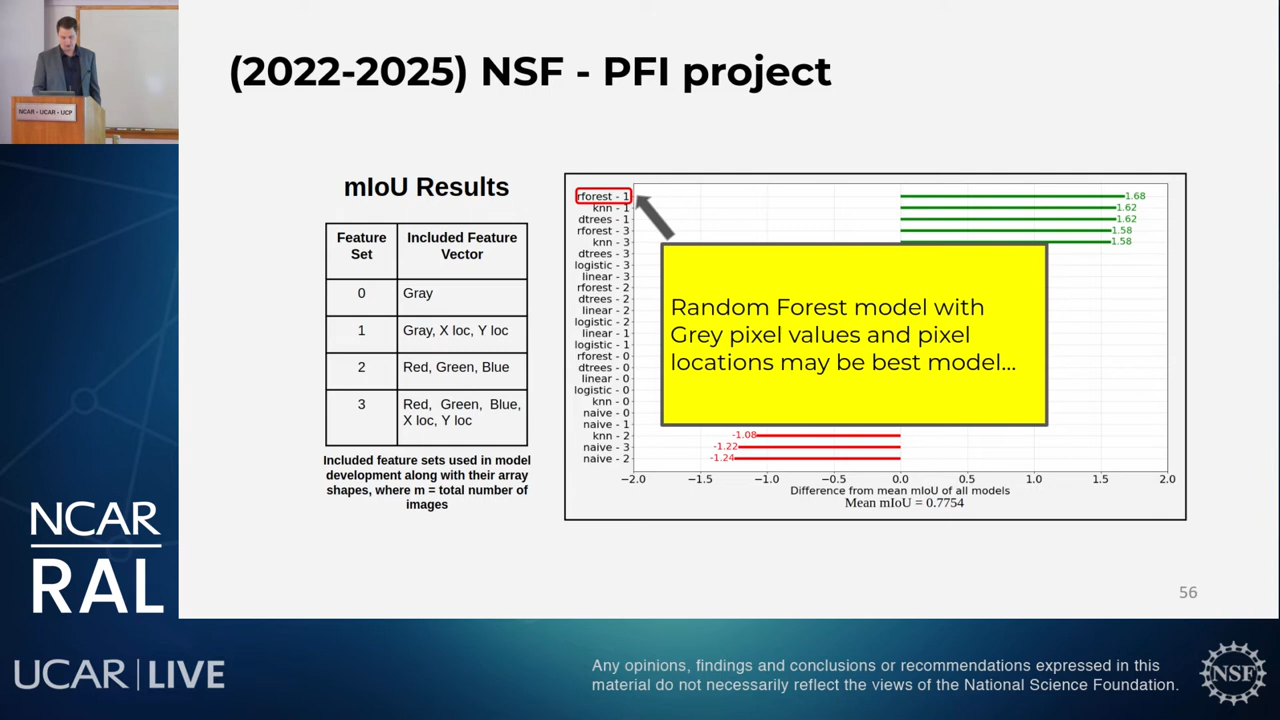 NCAR - UCAR - UCP
(2022-2025) NSF - PFI project
mIoU Results
Feature Set
Included Feature Vector
0
Gray
1
Gray, X loc, Y loc
2
Red, Green, Blue
3
Red, Green, Blue,
X loc, Y loc
Included feature sets used in model
development along with their array
shapes, where m = total number of
images
rforest - 1
knn - 1
dtrees - 1
rforest - 3
knn - 3
dtrees - 3
logistic - 3
linear - 3
rforest - 2
dtrees - 2
linear - 2
logistic - 2
linear - 1
logistic - 1
rforest - 0
dtrees - 0
linear - 0
logistic - 0
knn - 0
naive - 0
naive - 1
knn - 2
naive - 3
naive - 2
1.68
1.62
1.62
1.58
1.58
Random Forest model with
Grey pixel values and pixel
locations may be best model...
-1.08
-1.22
-1.24
−2.0 −1.5 −1.0 −0.5 0.0 0.5 1.0 1.5 2.0
Difference from mean mIoU of all models
Mean mIoU = 0.7754
56
NCAR
RAL
UCAR | LIVE
Any opinions, findings and conclusions or recommendations expressed in this
material do not necessarily reflect the views of the National Science Foundation.
NSF